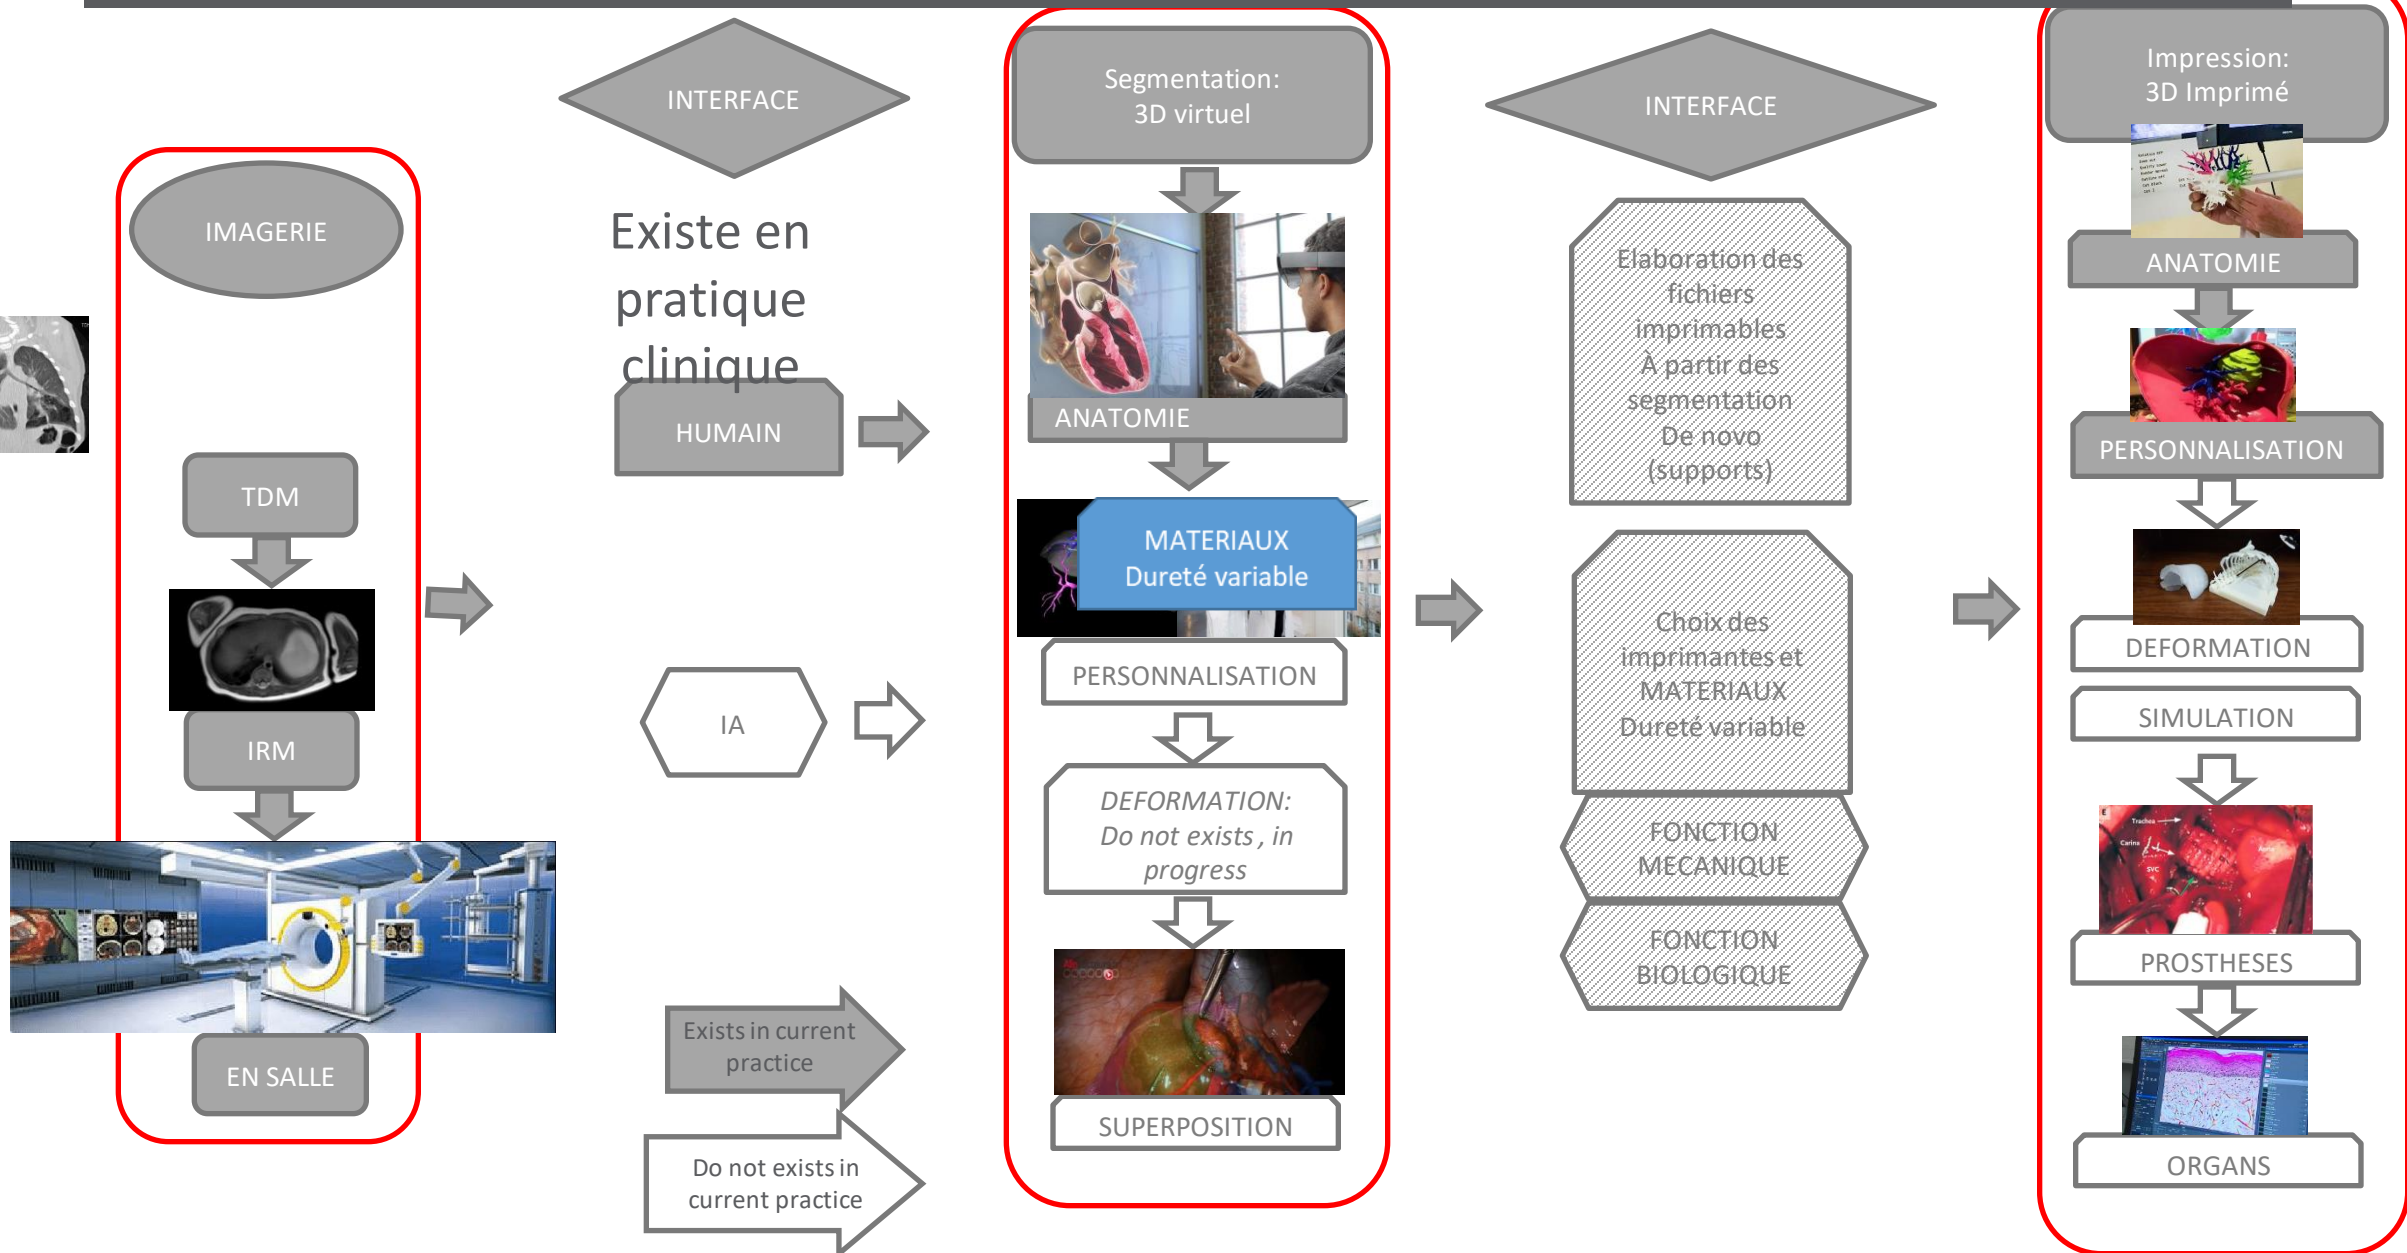 IMAGERIE
TDM
IRM
EN SALLE
INTERFACE
Existe en
pratique
clinique
HUMAIN
IA
Exists in current
practice
Do not exists in
current practice
Segmentation:
3D virtuel
ANATOMIE
MATERIAUX
Dureté variable
PERSONNALISATION
DEFORMATION:
Do not exists , in
progress
SUPERPOSITION
INTERFACE
Elaboration des
fichiers
imprimables
À partir des
segmentation
De novo
(supports)
Choix des
imprimantes et
MATERIAUX
Dureté variable
FONCTION
MECANIQUE
FONCTION
BIOLOGIQUE
Impression:
3D Imprimé
ANATOMIE
PERSONNALISATION
DEFORMATION
SIMULATION
E
Trachea
Carina
SVC
PROSTHESES
ORGANS